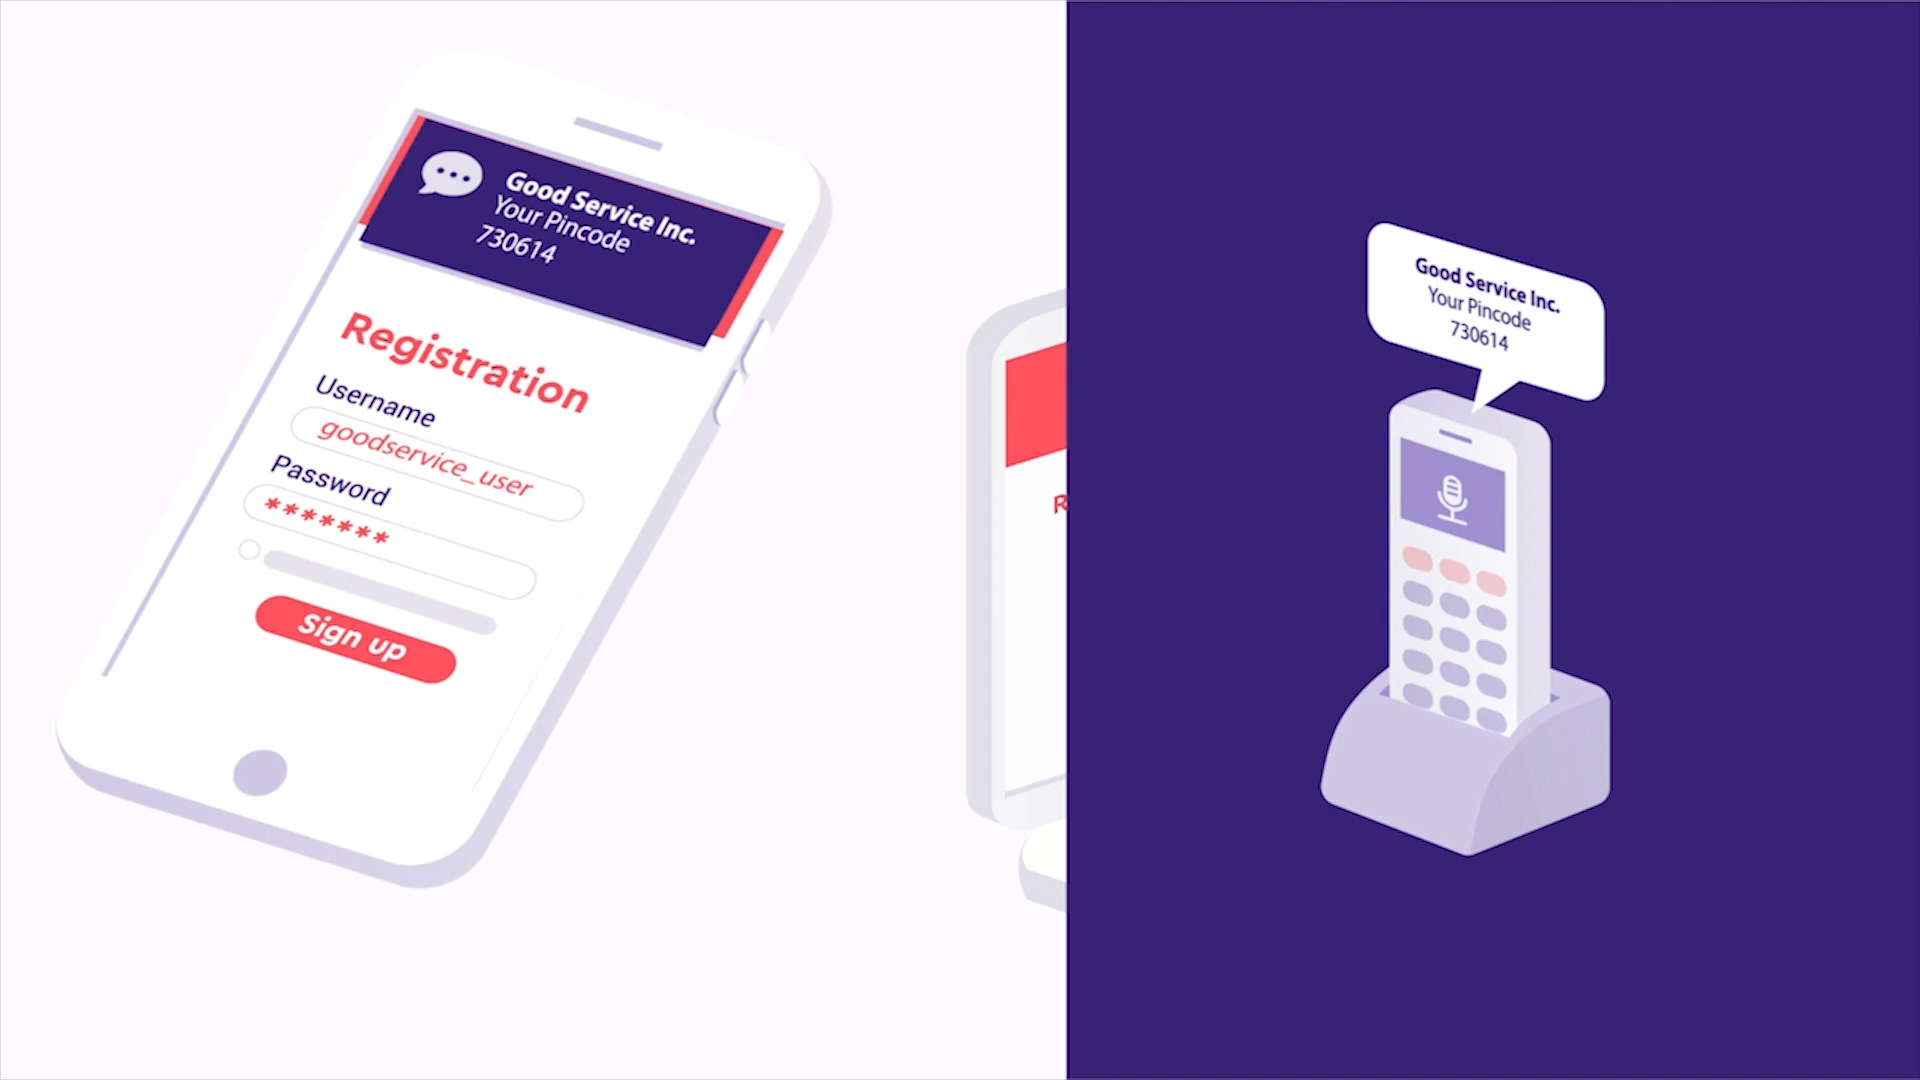 Good Service Inc.
Your Pincode
730614
Registration
Username
goodservice_user
Password
*******
Sign up
R
Good Service Inc.
Your Pincode
730614